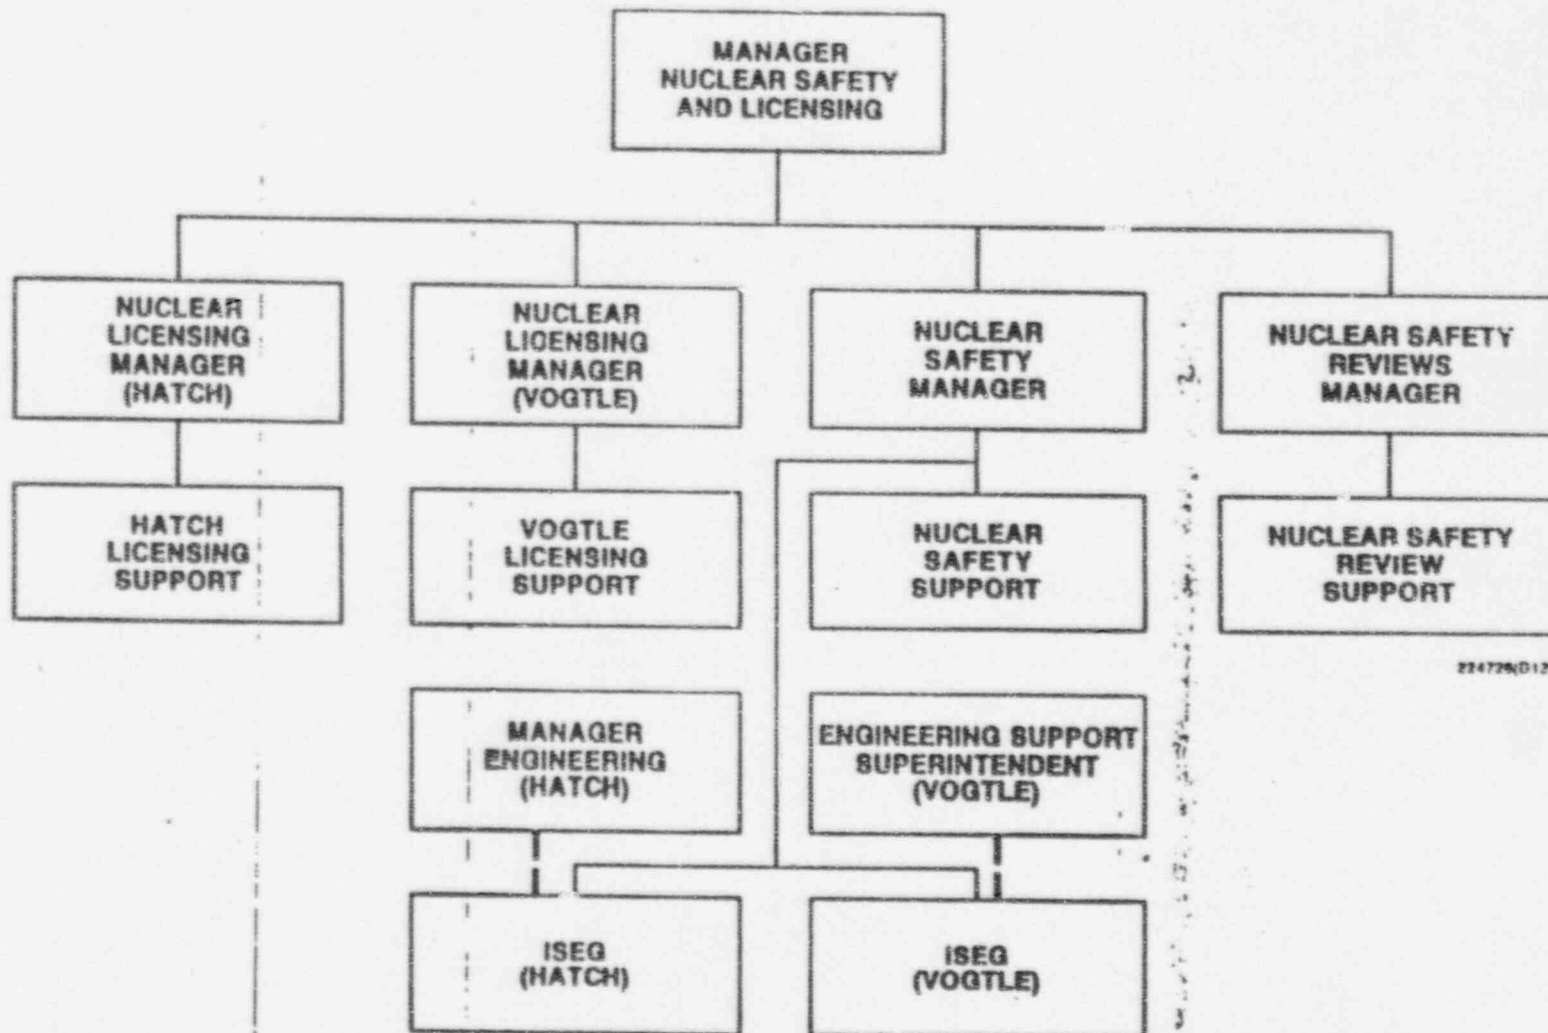 MANAGER
NUCLEAR SAFETY
AND LICENSING
NUCLEAR
LICENSING
MANAGER
(HATCH)
NUCLEAR
LICENSING
MANAGER
(VOGTLE)
NUCLEAR
SAFETY
MANAGER
NUCLEAR SAFETY
REVIEWS
MANAGER
HATCH
LICENSING
SUPPORT
VOGTLE
LICENSING
SUPPORT
NUCLEAR
SAFETY
SUPPORT
NUCLEAR SAFETY
REVIEW
SUPPORT
MANAGER
ENGINEERING
(HATCH)
ENGINEERING SUPPORT
SUPERINTENDENT
(VOGTLE)
ISEG
(HATCH)
ISEG
(VOGTLE)